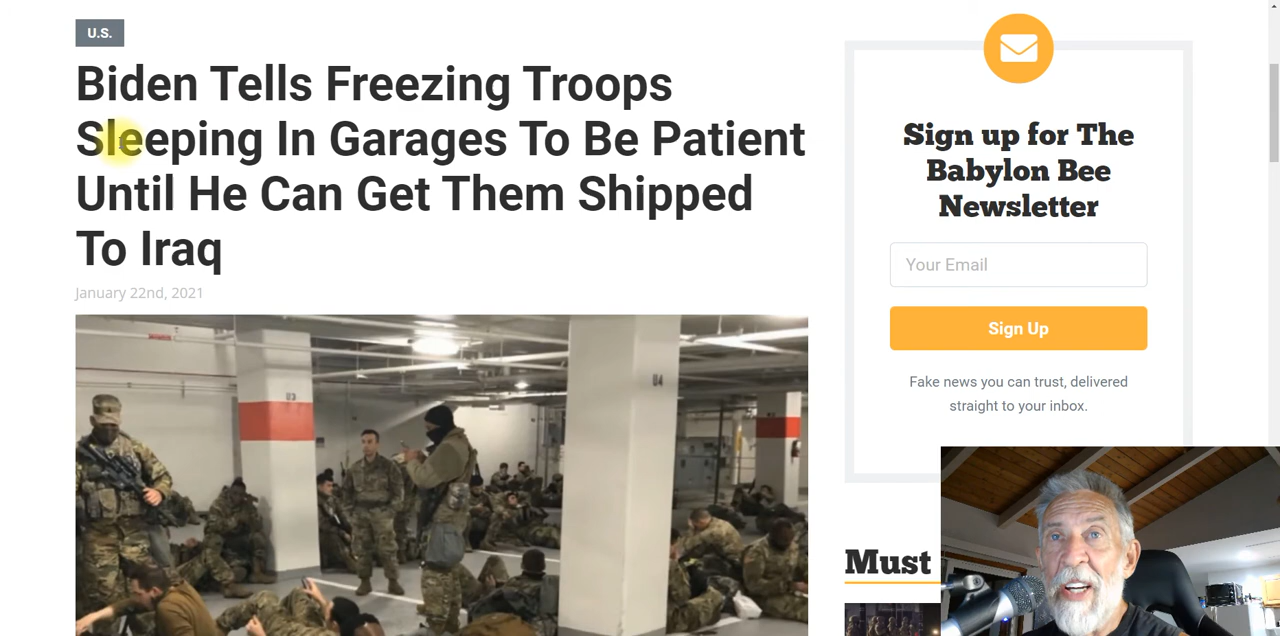 U.S.
Biden Tells Freezing Troops
Sleeping In Garages To Be Patient
Until He Can Get Them Shipped
To Iraq
January 22nd, 2021
U3
U4
Sign up for The
Babylon Bee
Newsletter
Your Email
Sign Up
Fake news you can trust, delivered
straight to your inbox.
Must